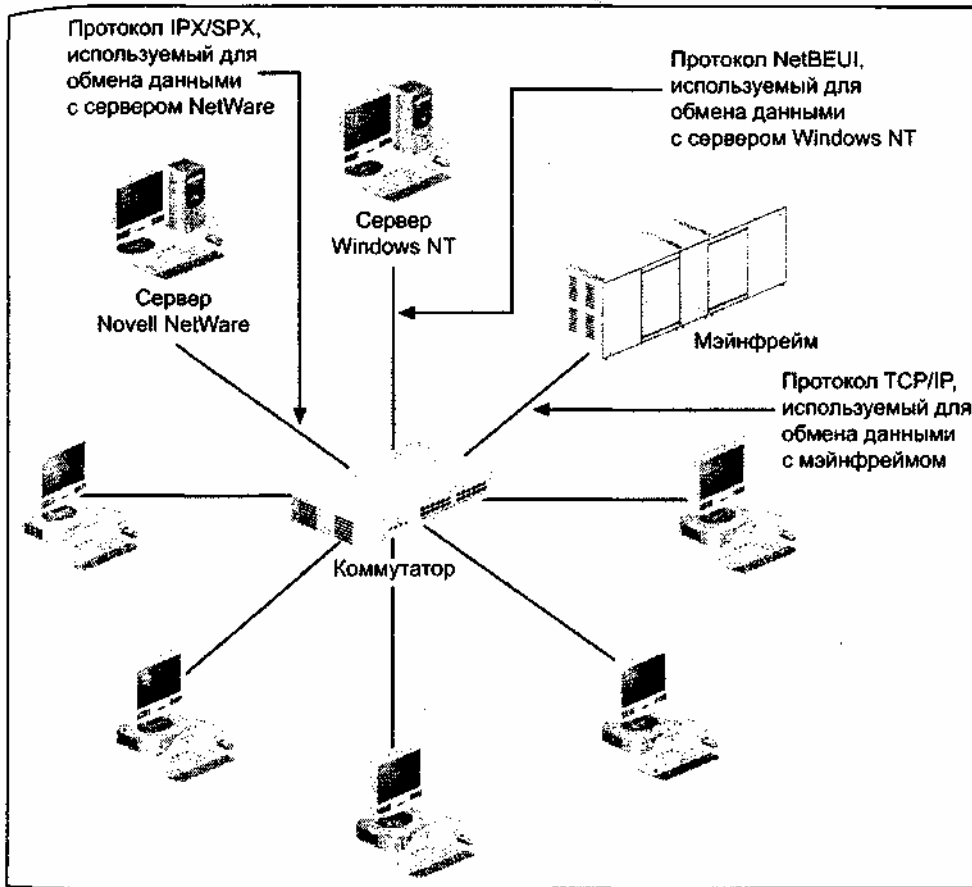 Протокол IPX/SPX,
используемый для
обмена данными
с сервером NetWare
Протокол NetBEUI,
используемый для
обмена данными
с сервером Windows NT
Сервер
Windows NT
Сервер
Novell NetWare
Мэйнфрейм
Протокол TCP/IP,
используемый для
обмена данными
с мэйнфреймом
Коммутатор